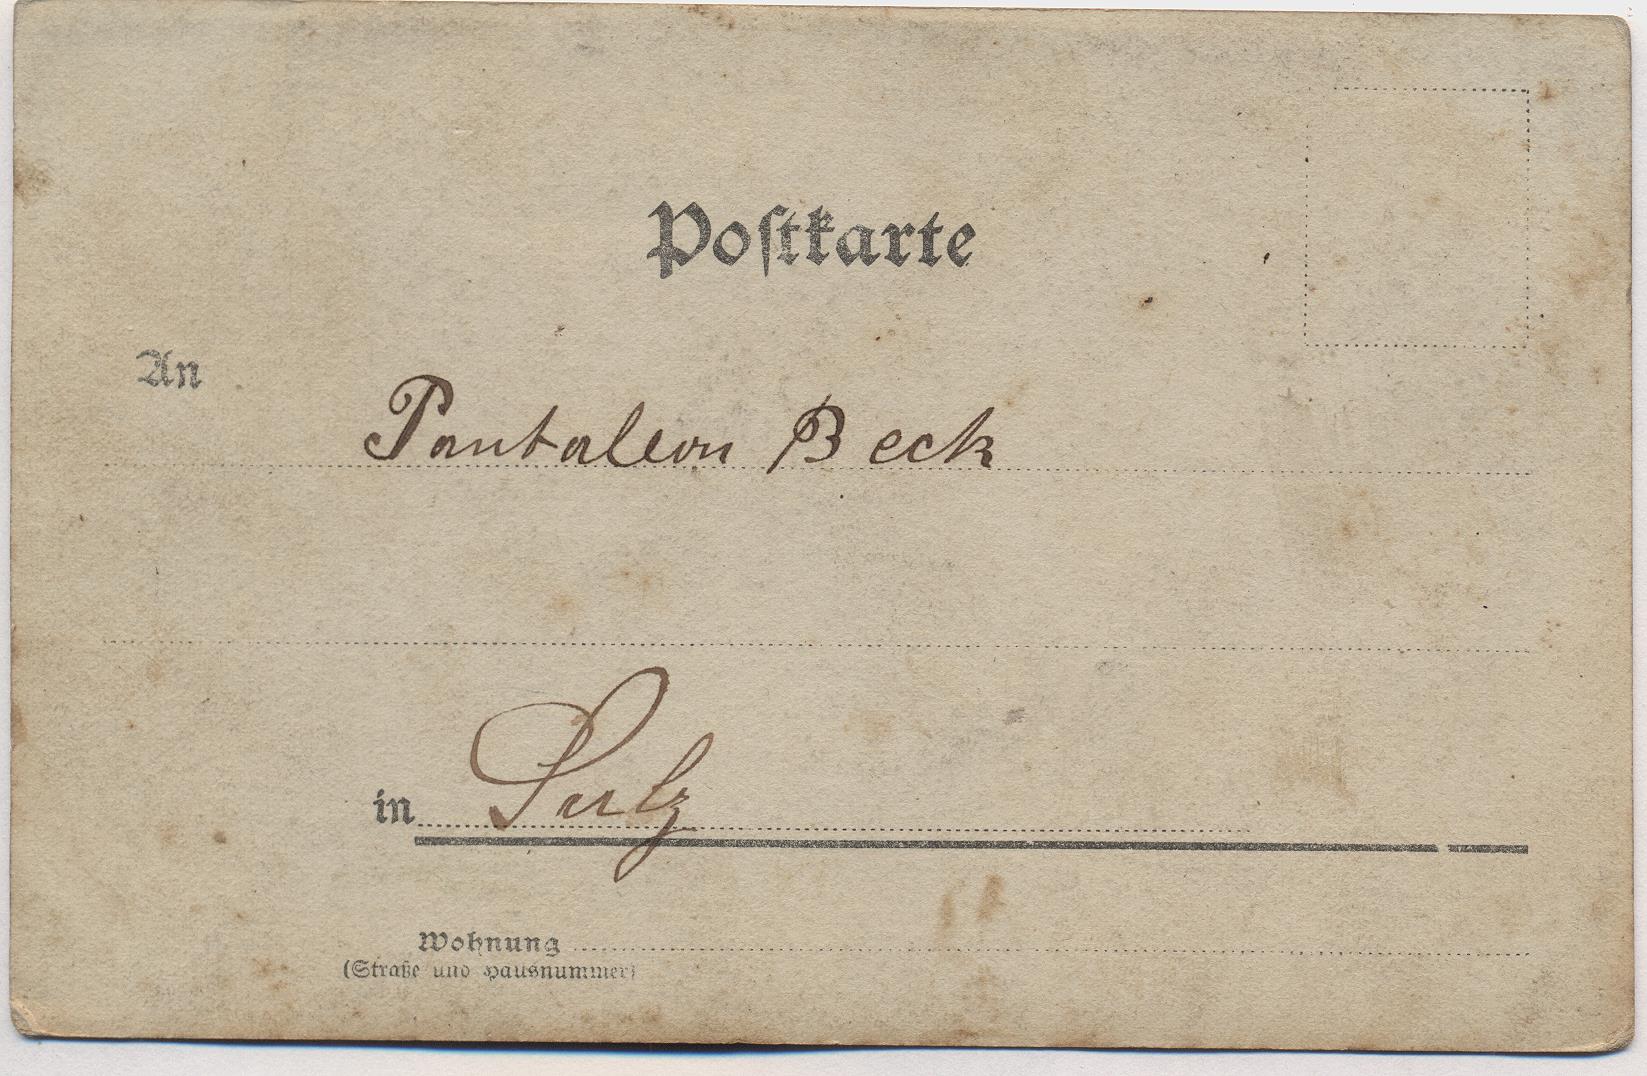 Postkarte
An
Pantaleon Beck
in Sulz
Wohnung
(Straße und Hausnummer)